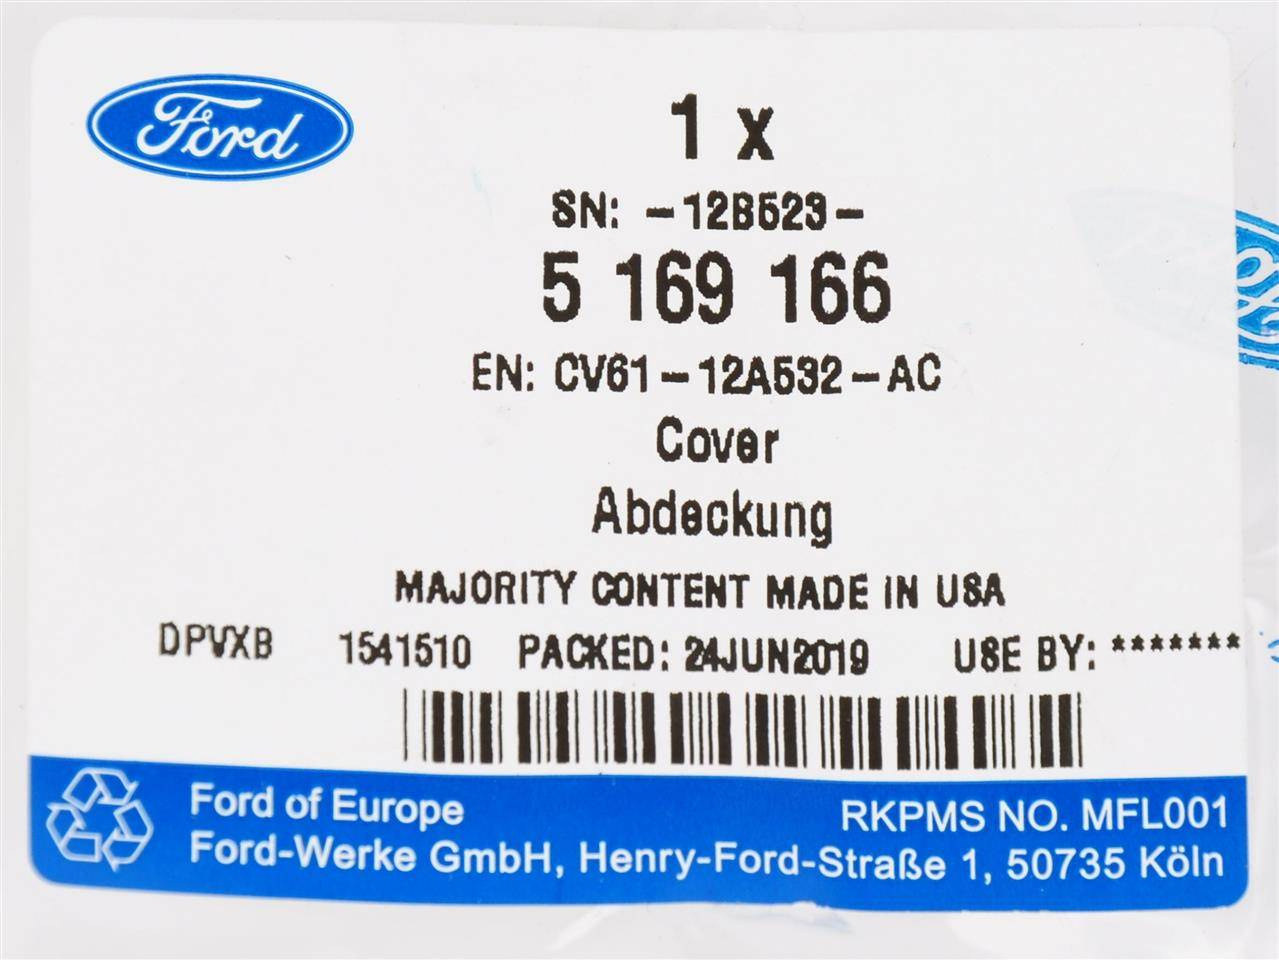 Ford
1 x
SN: -12B523-
5 169 166
EN: CV61-12A532-AC
Cover
Abdeckung
MAJORITY CONTENT MADE IN USA
DPVXB 1541510 PACKED: 24JUN2019 USE BY: *******
Ford of Europe RKPMS NO. MFL001
Ford-Werke GmbH, Henry-Ford-Straße 1, 50735 Köln